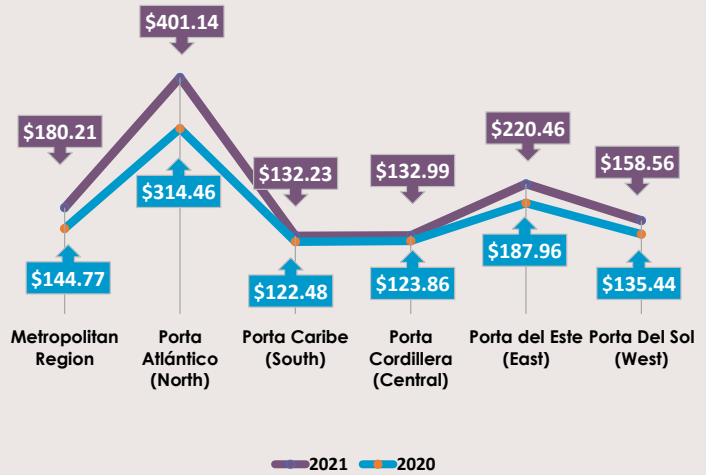 $401.14
$180.21
$314.46
$132.23
$132.99
$220.46
$158.56
$144.77
$122.48
$123.86
$187.96
$135.44
Metropolitan
Region
Porta
Atlántico
(North)
Porta Caribe
(South)
Porta
Cordillera
(Central)
Porta del Este
(East)
Porta Del Sol
(West)
2021
2020